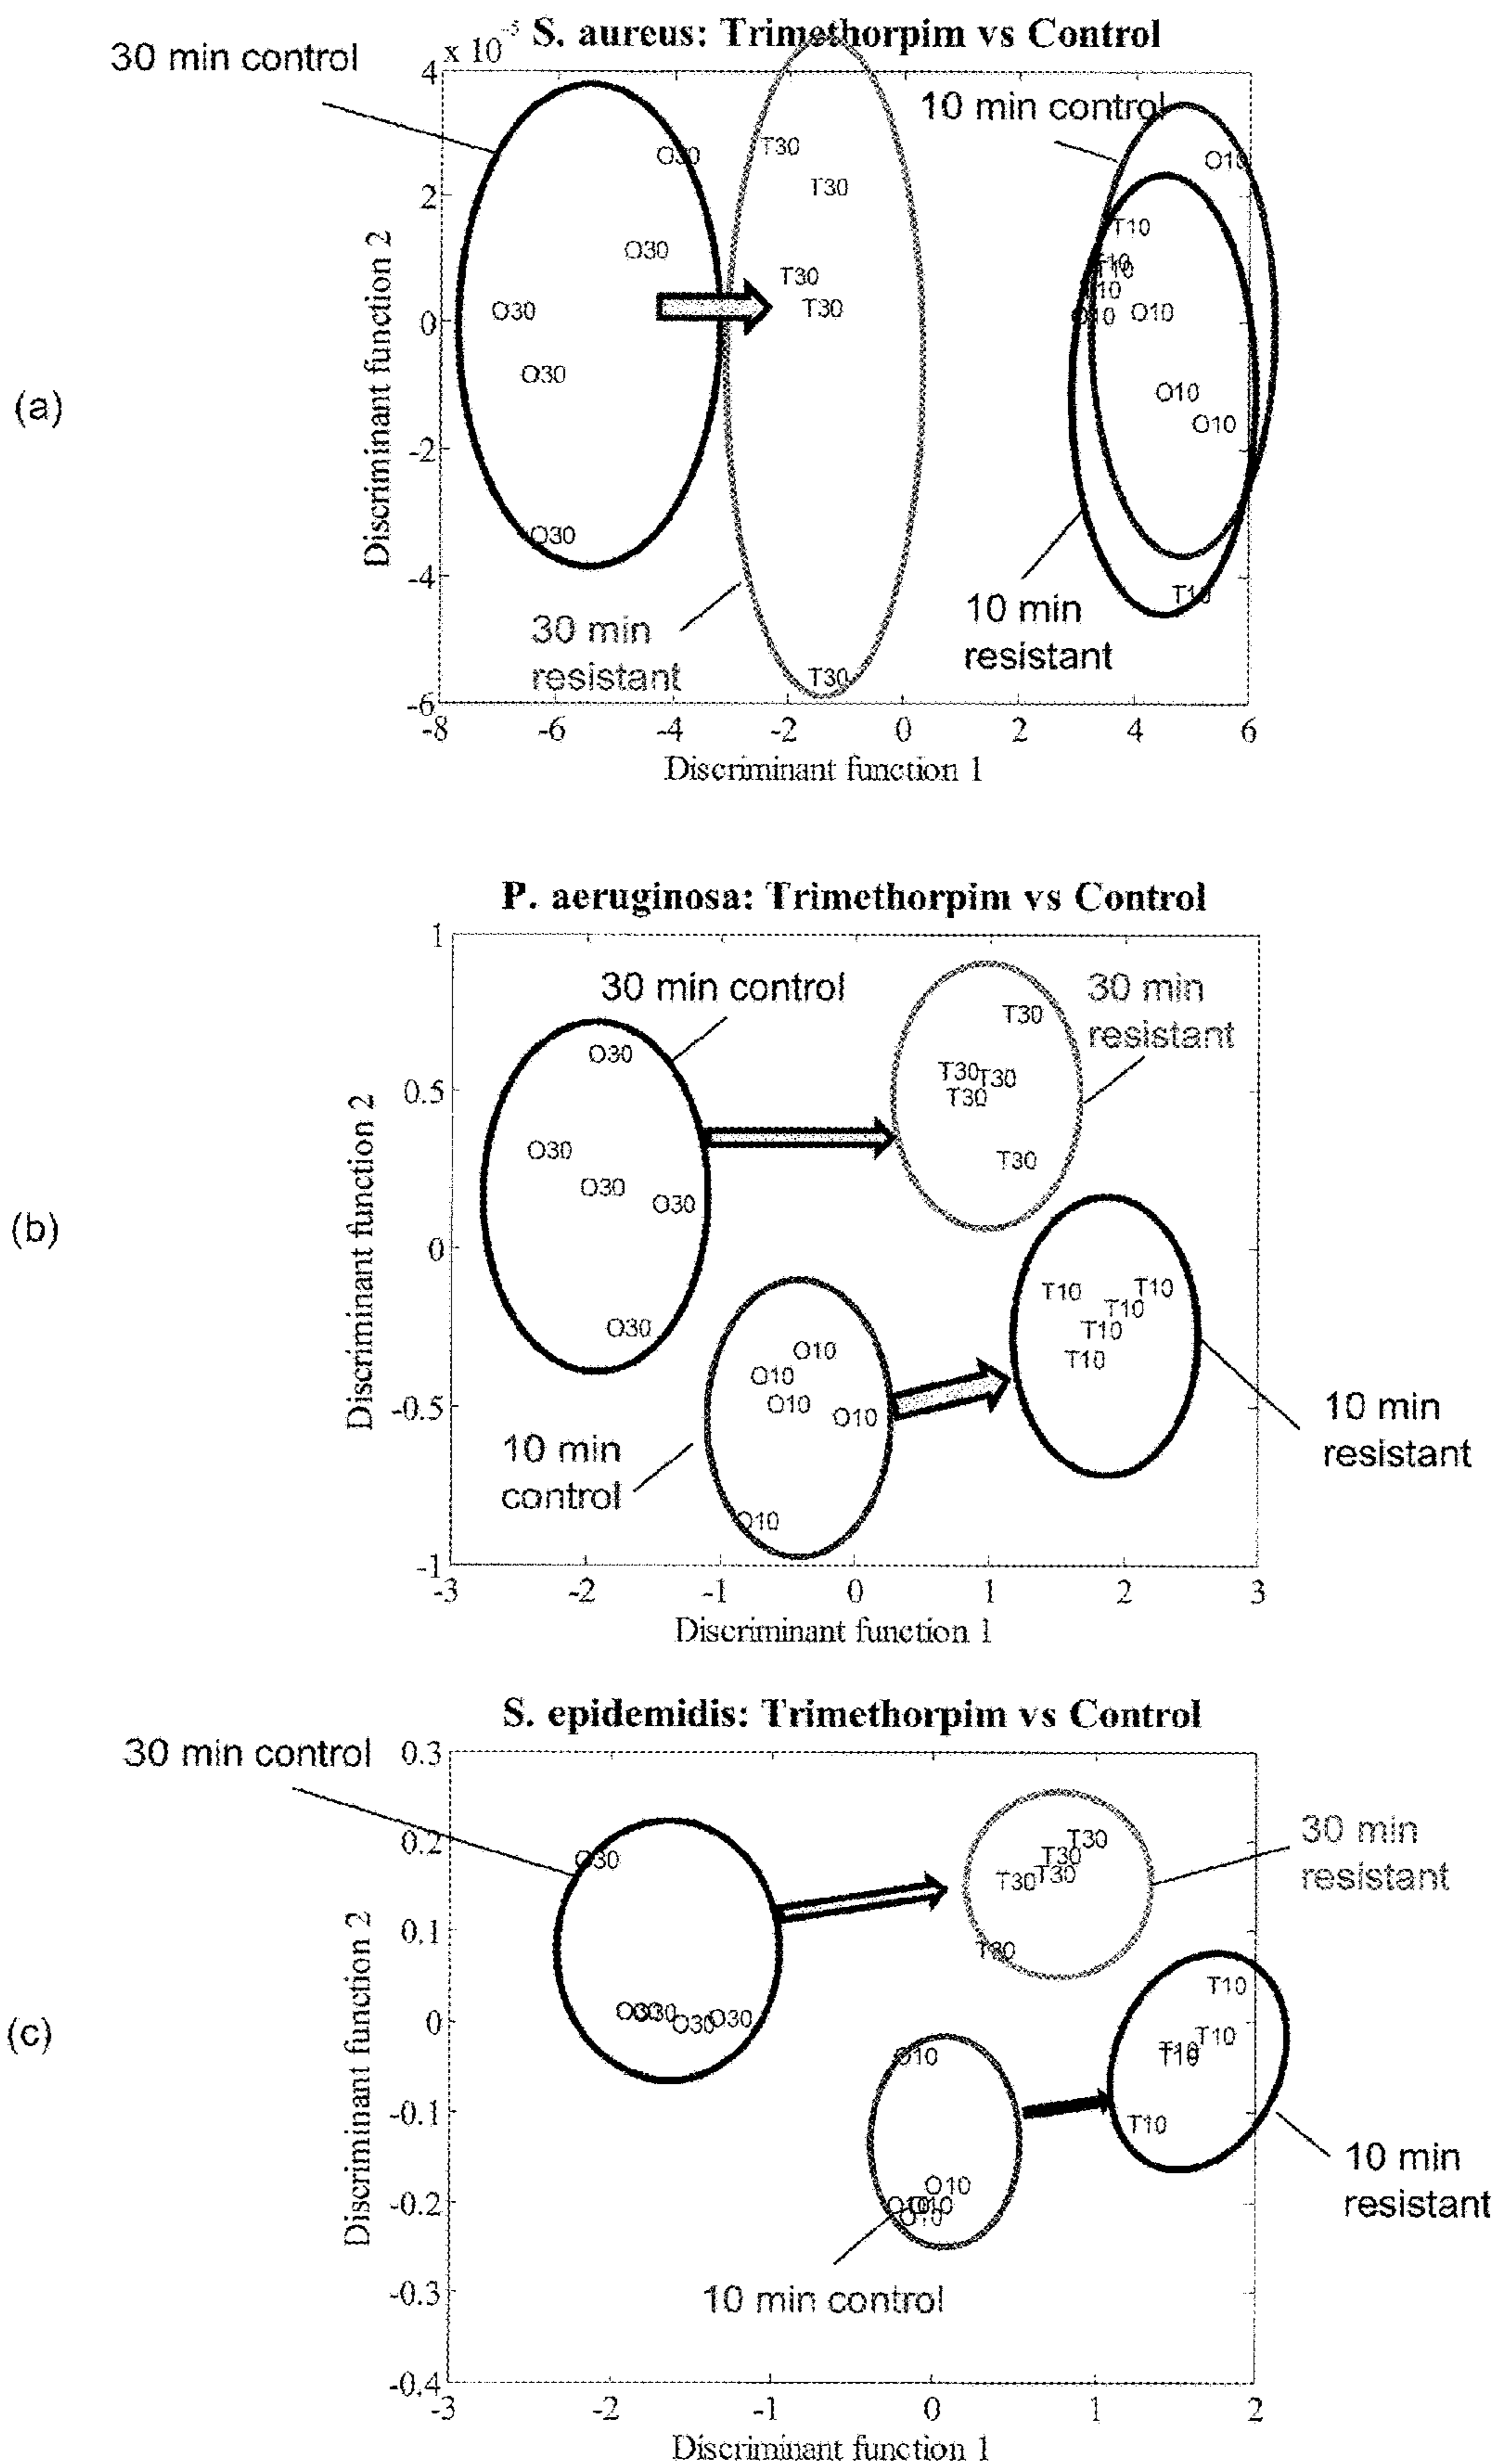 x 10⁻⁵ S. aureus: Trimethorpim vs Control
30 min control
10 min control
4
2
0
-2
-4
-6
Discriminant function 2
(a)
O30
O30
O30
O30
O30
T30
T30
T30
T30
T30
O10
T10
T10
T10
O10
O10
O10
O10
T10
30 min
resistant
10 min
resistant
-8 -6 -4 -2 0 2 4 6
Discriminant function 1
P. aeruginosa: Trimethorpim vs Control
30 min control
30 min
resistant
1
0.5
0
-0.5
-1
Discriminant function 2
(b)
O30
O30
O30
O30
O30
T30
T30
T30
T30
T30
T10
T10
T10
T10
T10
O10
O10
O10
O10
O10
10 min
control
10 min
resistant
-3 -2 -1 0 1 2 3
Discriminant function 1
S. epidemidis: Trimethorpim vs Control
30 min control
30 min
resistant
0.3
0.2
0.1
0
-0.1
-0.2
-0.3
-0.4
Discriminant function 2
(c)
O30
O30
O30
O30
T30
T30
T30
T30
T30
T10
T10
T10
T10
O10
O10
O10
O10
10 min
resistant
10 min control
-3 -2 -1 0 1 2
Discriminant function 1